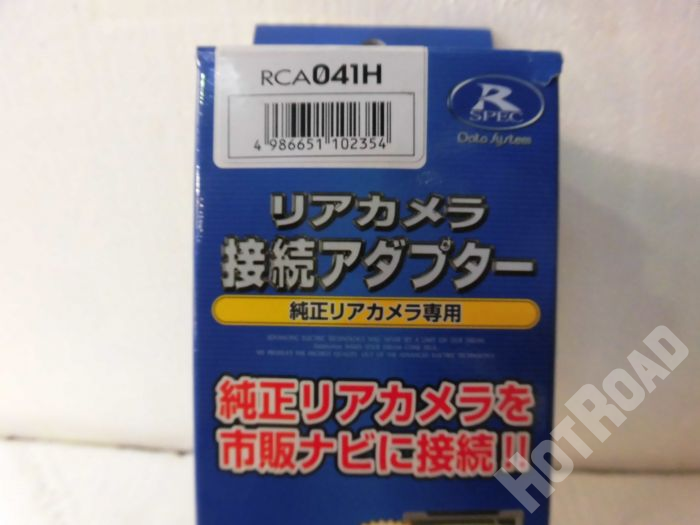 RCA041H
4 986651 102354
R
SPEC
Data System
リアカメラ
接続アダプター
純正リアカメラ専用
純正リアカメラを
市販ナビに接続!!
HOTROAD